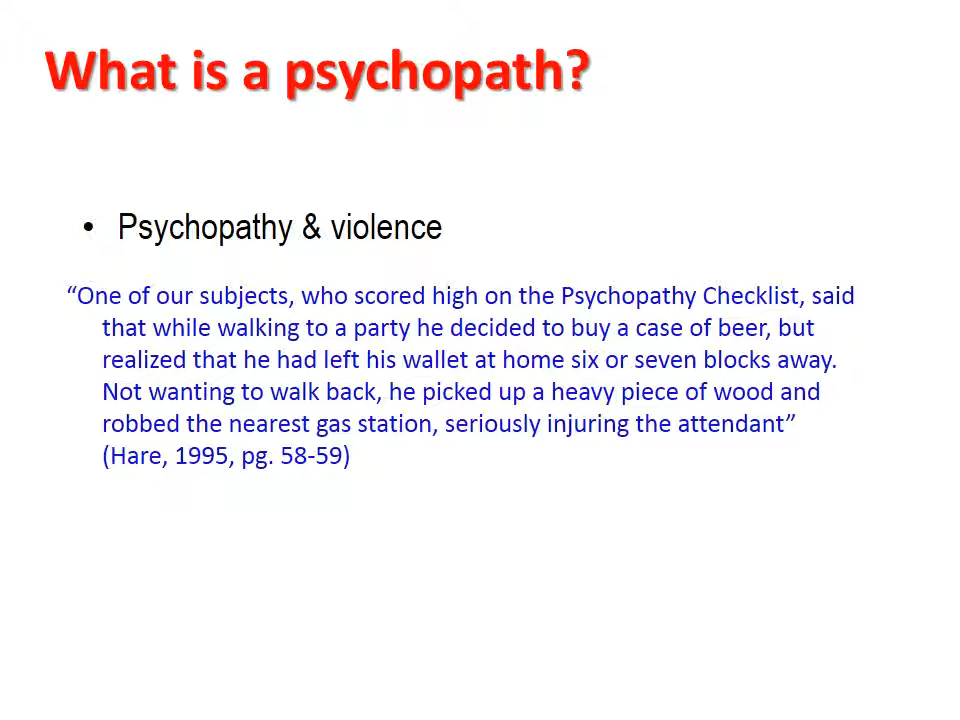 What is a psychopath?
• Psychopathy & violence
“One of our subjects, who scored high on the Psychopathy Checklist, said
that while walking to a party he decided to buy a case of beer, but
realized that he had left his wallet at home six or seven blocks away.
Not wanting to walk back, he picked up a heavy piece of wood and
robbed the nearest gas station, seriously injuring the attendant”
(Hare, 1995, pg. 58-59)